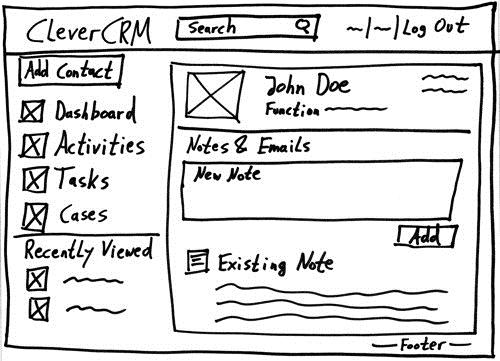 CleverCRM
Search
Log Out
Add Contact
Dashboard
Activities
Tasks
Cases
Recently Viewed
John Doe
Function
Notes & Emails
New Note
Add
Existing Note
Footer